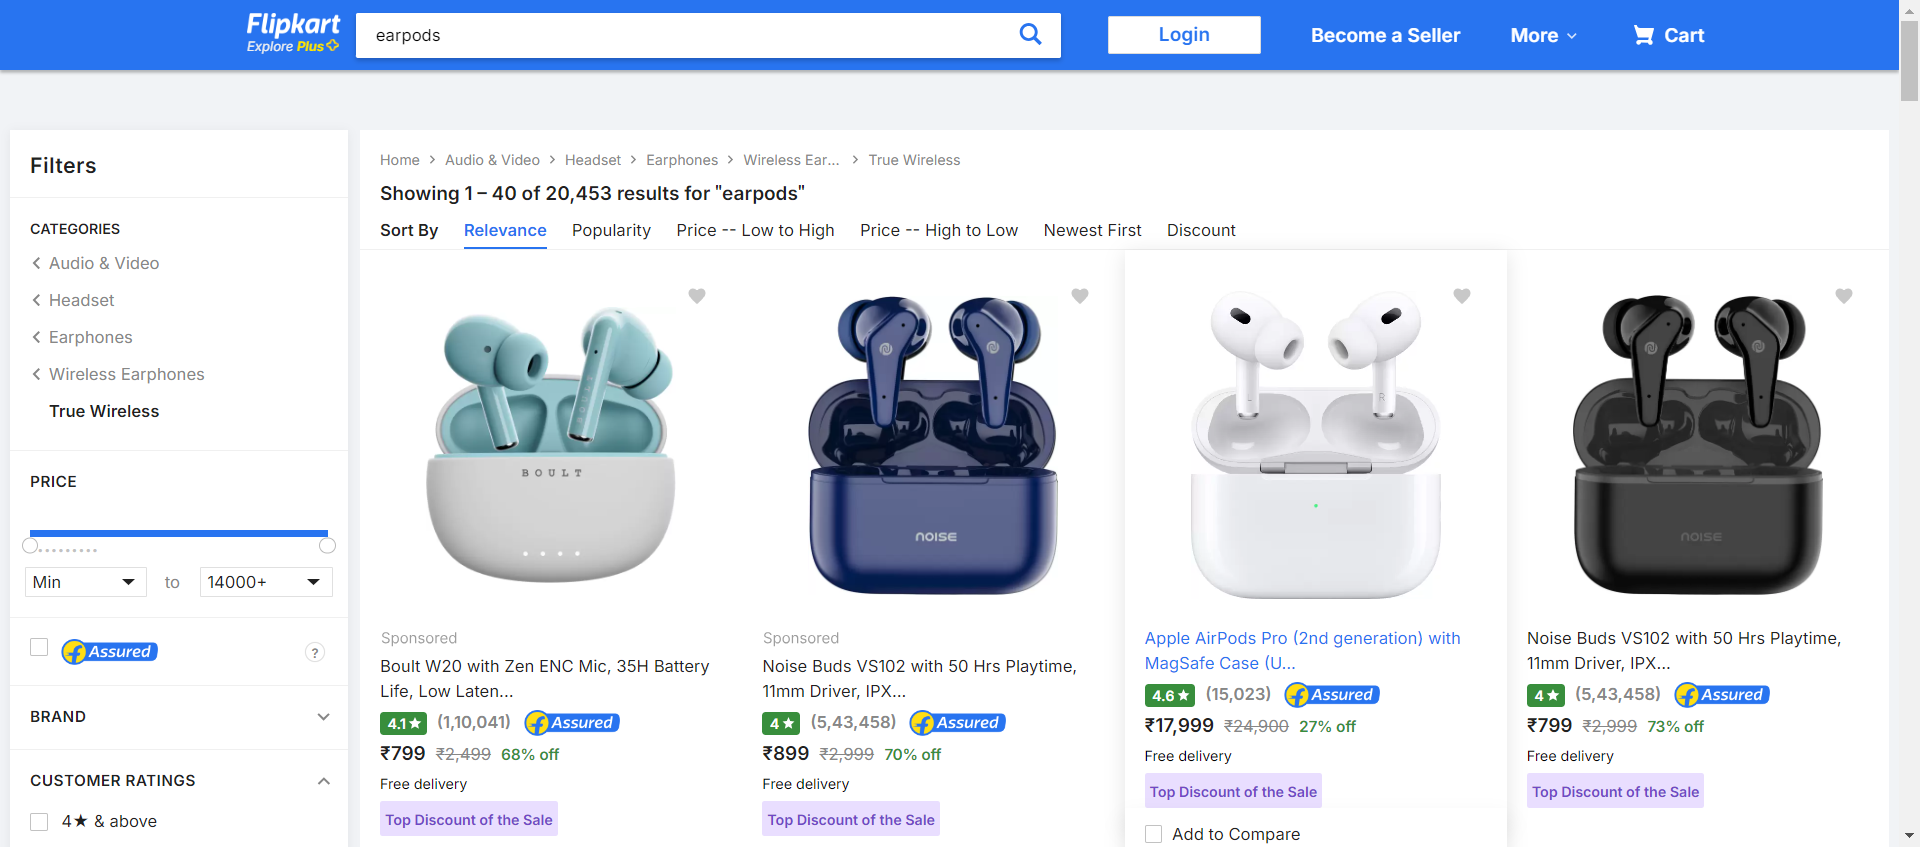 Flipkart
Explore Plus
earpods
Login
Become a Seller
More
Cart
Filters
CATEGORIES
Audio & Video
Headset
Earphones
Wireless Earphones
True Wireless
PRICE
Min
to
14000+
Assured
?
BRAND
CUSTOMER RATINGS
4★ & above
Home
Audio & Video
Headset
Earphones
Wireless Ear...
True Wireless
Showing 1 – 40 of 20,453 results for "earpods"
Sort By
Relevance
Popularity
Price -- Low to High
Price -- High to Low
Newest First
Discount
BOULT
BOULT
Sponsored
Boult W20 with Zen ENC Mic, 35H Battery
Life, Low Laten...
4.1★ (1,10,041) Assured
₹799 ₹2,499 68% off
Free delivery
Top Discount of the Sale
NOISE
Sponsored
Noise Buds VS102 with 50 Hrs Playtime,
11mm Driver, IPX...
4★ (5,43,458) Assured
₹899 ₹2,999 70% off
Free delivery
Top Discount of the Sale
L
R
Apple AirPods Pro (2nd generation) with
MagSafe Case (U...
4.6★ (15,023) Assured
₹17,999 ₹24,900 27% off
Free delivery
Top Discount of the Sale
Add to Compare
NOISE
Noise Buds VS102 with 50 Hrs Playtime,
11mm Driver, IPX...
4★ (5,43,458) Assured
₹799 ₹2,999 73% off
Free delivery
Top Discount of the Sale